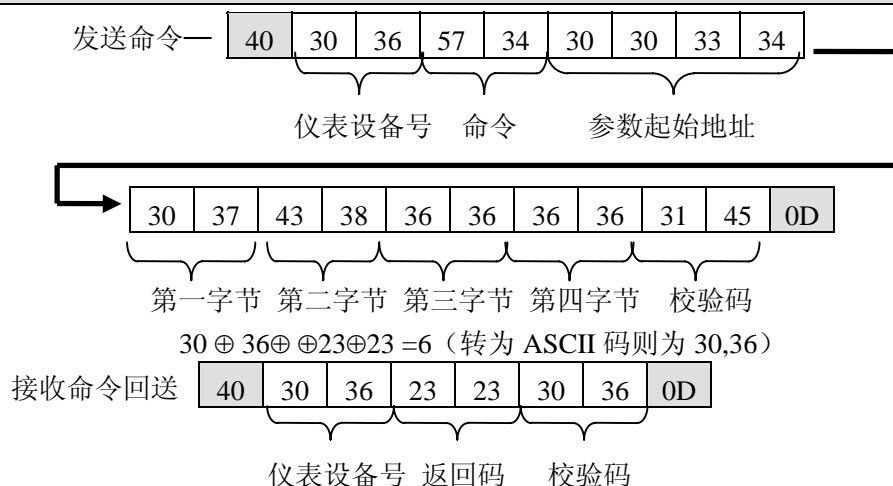 发送命令— 40 30 36 57 34 30 30 33 34
仪表设备号 命令 参数起始地址
30 37 43 38 36 36 36 36 31 45 0D
第一字节 第二字节 第三字节 第四字节 校验码
30 ⊕ 36⊕ ⊕23⊕23 =6（转为 ASCII 码则为 30,36）
接收命令回送 40 30 36 23 23 30 36 0D
仪表设备号 返回码 校验码